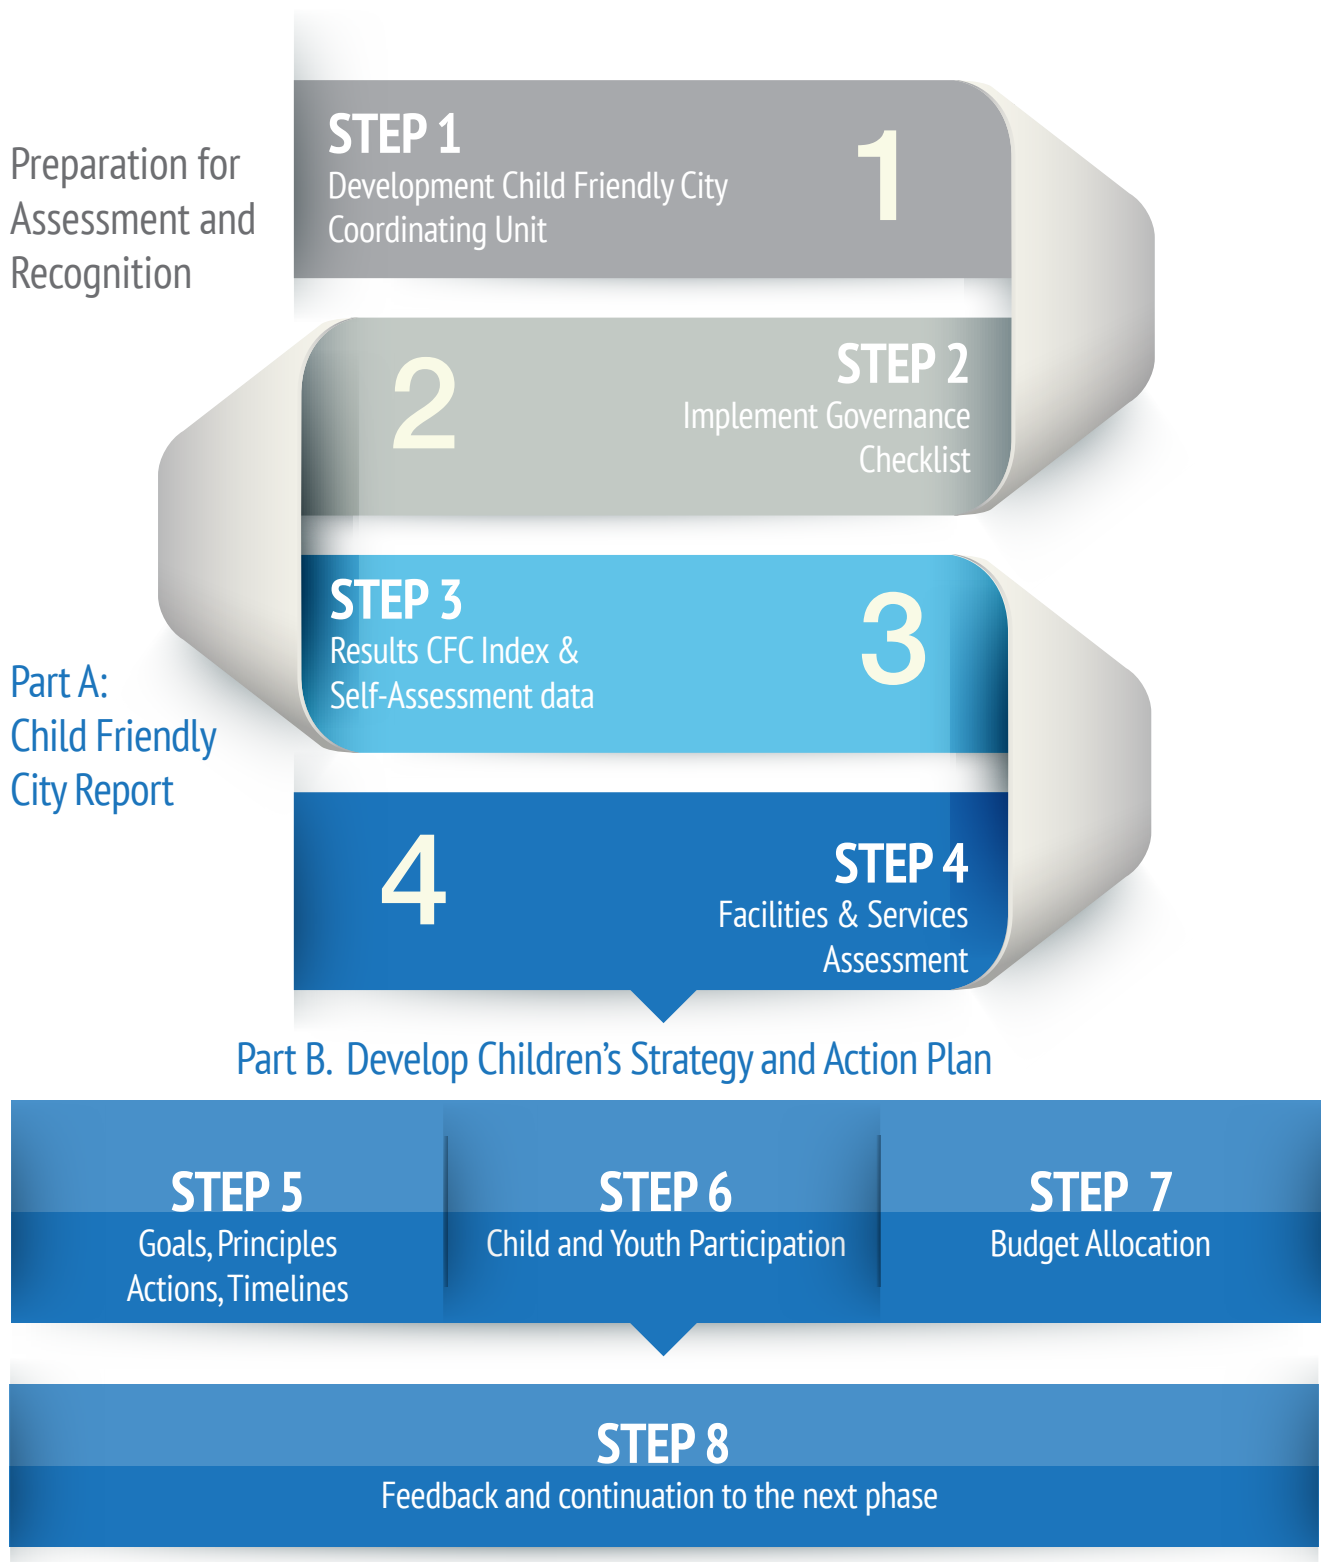 Preparation for
Assessment and
Recognition
STEP 1
Development Child Friendly City
Coordinating Unit
1
2
STEP 2
Implement Governance
Checklist
Part A:
Child Friendly
City Report
STEP 3
Results CFC Index &
Self-Assessment data
3
4
STEP 4
Facilities & Services
Assessment
Part B. Develop Children's Strategy and Action Plan
STEP 5
Goals, Principles
Actions, Timelines
STEP 6
Child and Youth Participation
STEP 7
Budget Allocation
STEP 8
Feedback and continuation to the next phase